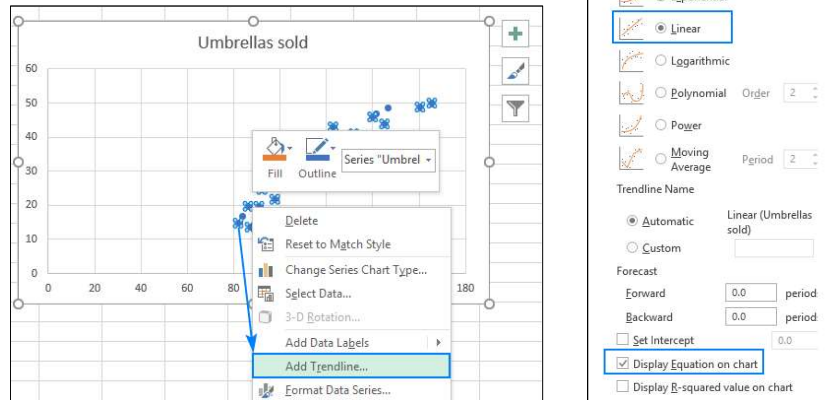 Umbrellas sold
60
50
40
30
20
10
0
0 20 40 60 80 180
Fill Outline Series "Umbrel
Delete
Reset to Match Style
Change Series Chart Type...
Select Data...
3-D Rotation...
Add Data Labels
Add Trendline...
Format Data Series...
Linear
Logarithmic
Polynomial Order 2
Power
Moving
Average Period 2
Trendline Name
Automatic Linear (Umbrellas
sold)
Custom
Forecast
Forward 0.0 period
Backward 0.0 period
Set Intercept 0.0
Display Equation on chart
Display R-squared value on chart